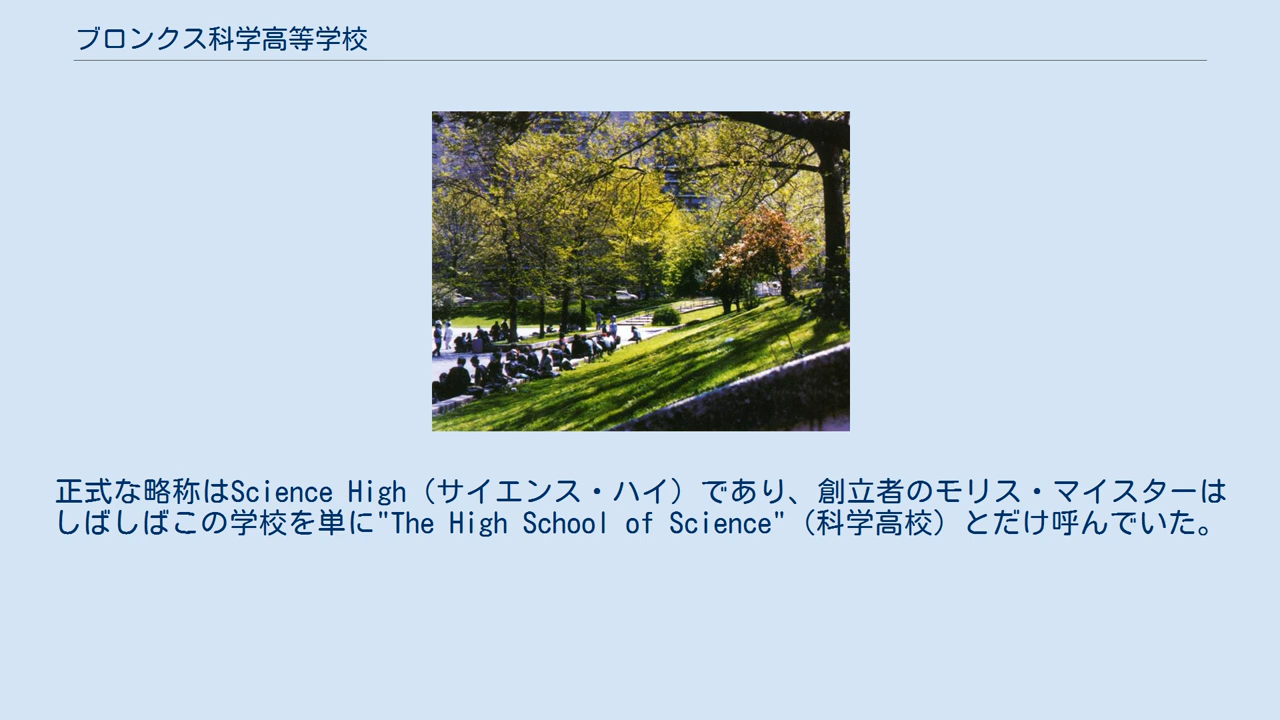 ブロンクス科学高等学校
正式な略称はScience High（サイエンス・ハイ）であり、創立者のモリス・マイスターは
しばしばこの学校を単に"The High School of Science"（科学高校）とだけ呼んでいた。